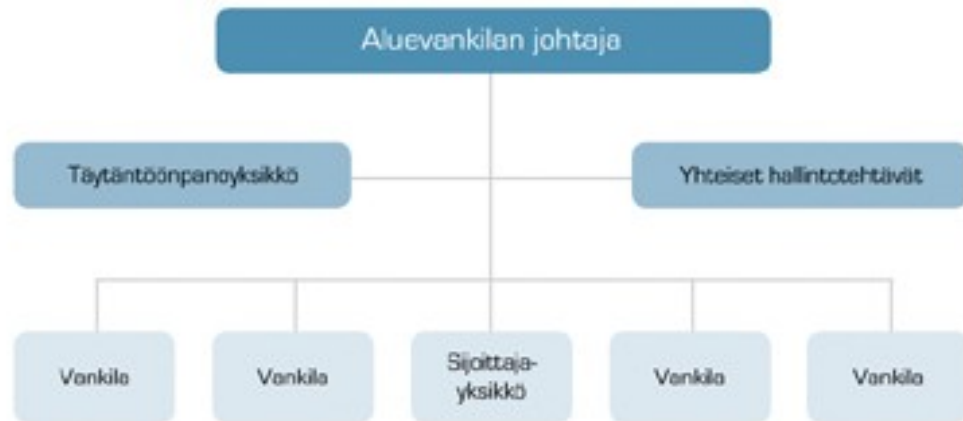 Aluevankilan johtaja
Täytäntöönpanoyksikkö
Yhteiset hallintotehtävät
Vankila
Vankila
Sijoittaja-
yksikkö
Vankila
Vankila